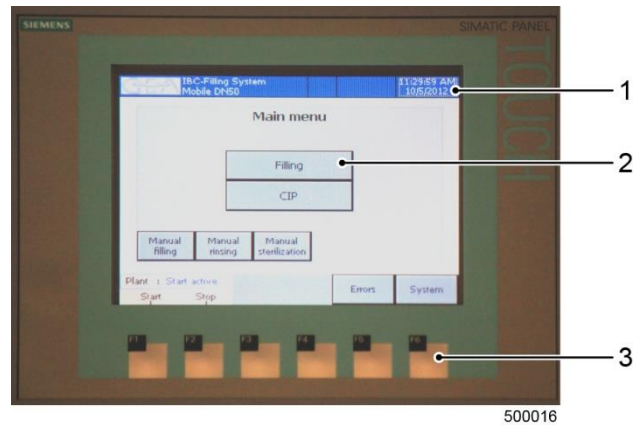 SIEMENS
SIMATIC PANEL
TOUCH
IBC-Filling System
Mobile DN50
11:29:59 AM
10/5/2012
1
Main menu
Filling
2
CIP
Manual filling
Manual rinsing
Manual sterilization
Plant : Start active
Start Stop
Errors
System
F1 F2 F3 F4 F5 F6
3
500016